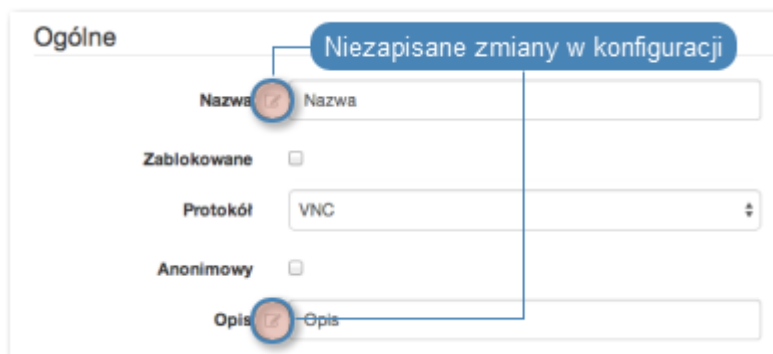 Ogólne
Niezapisane zmiany w konfiguracji
Nazwa Nazwa
Zablokowane
Protokół VNC
Anonimowy
Opis Opis